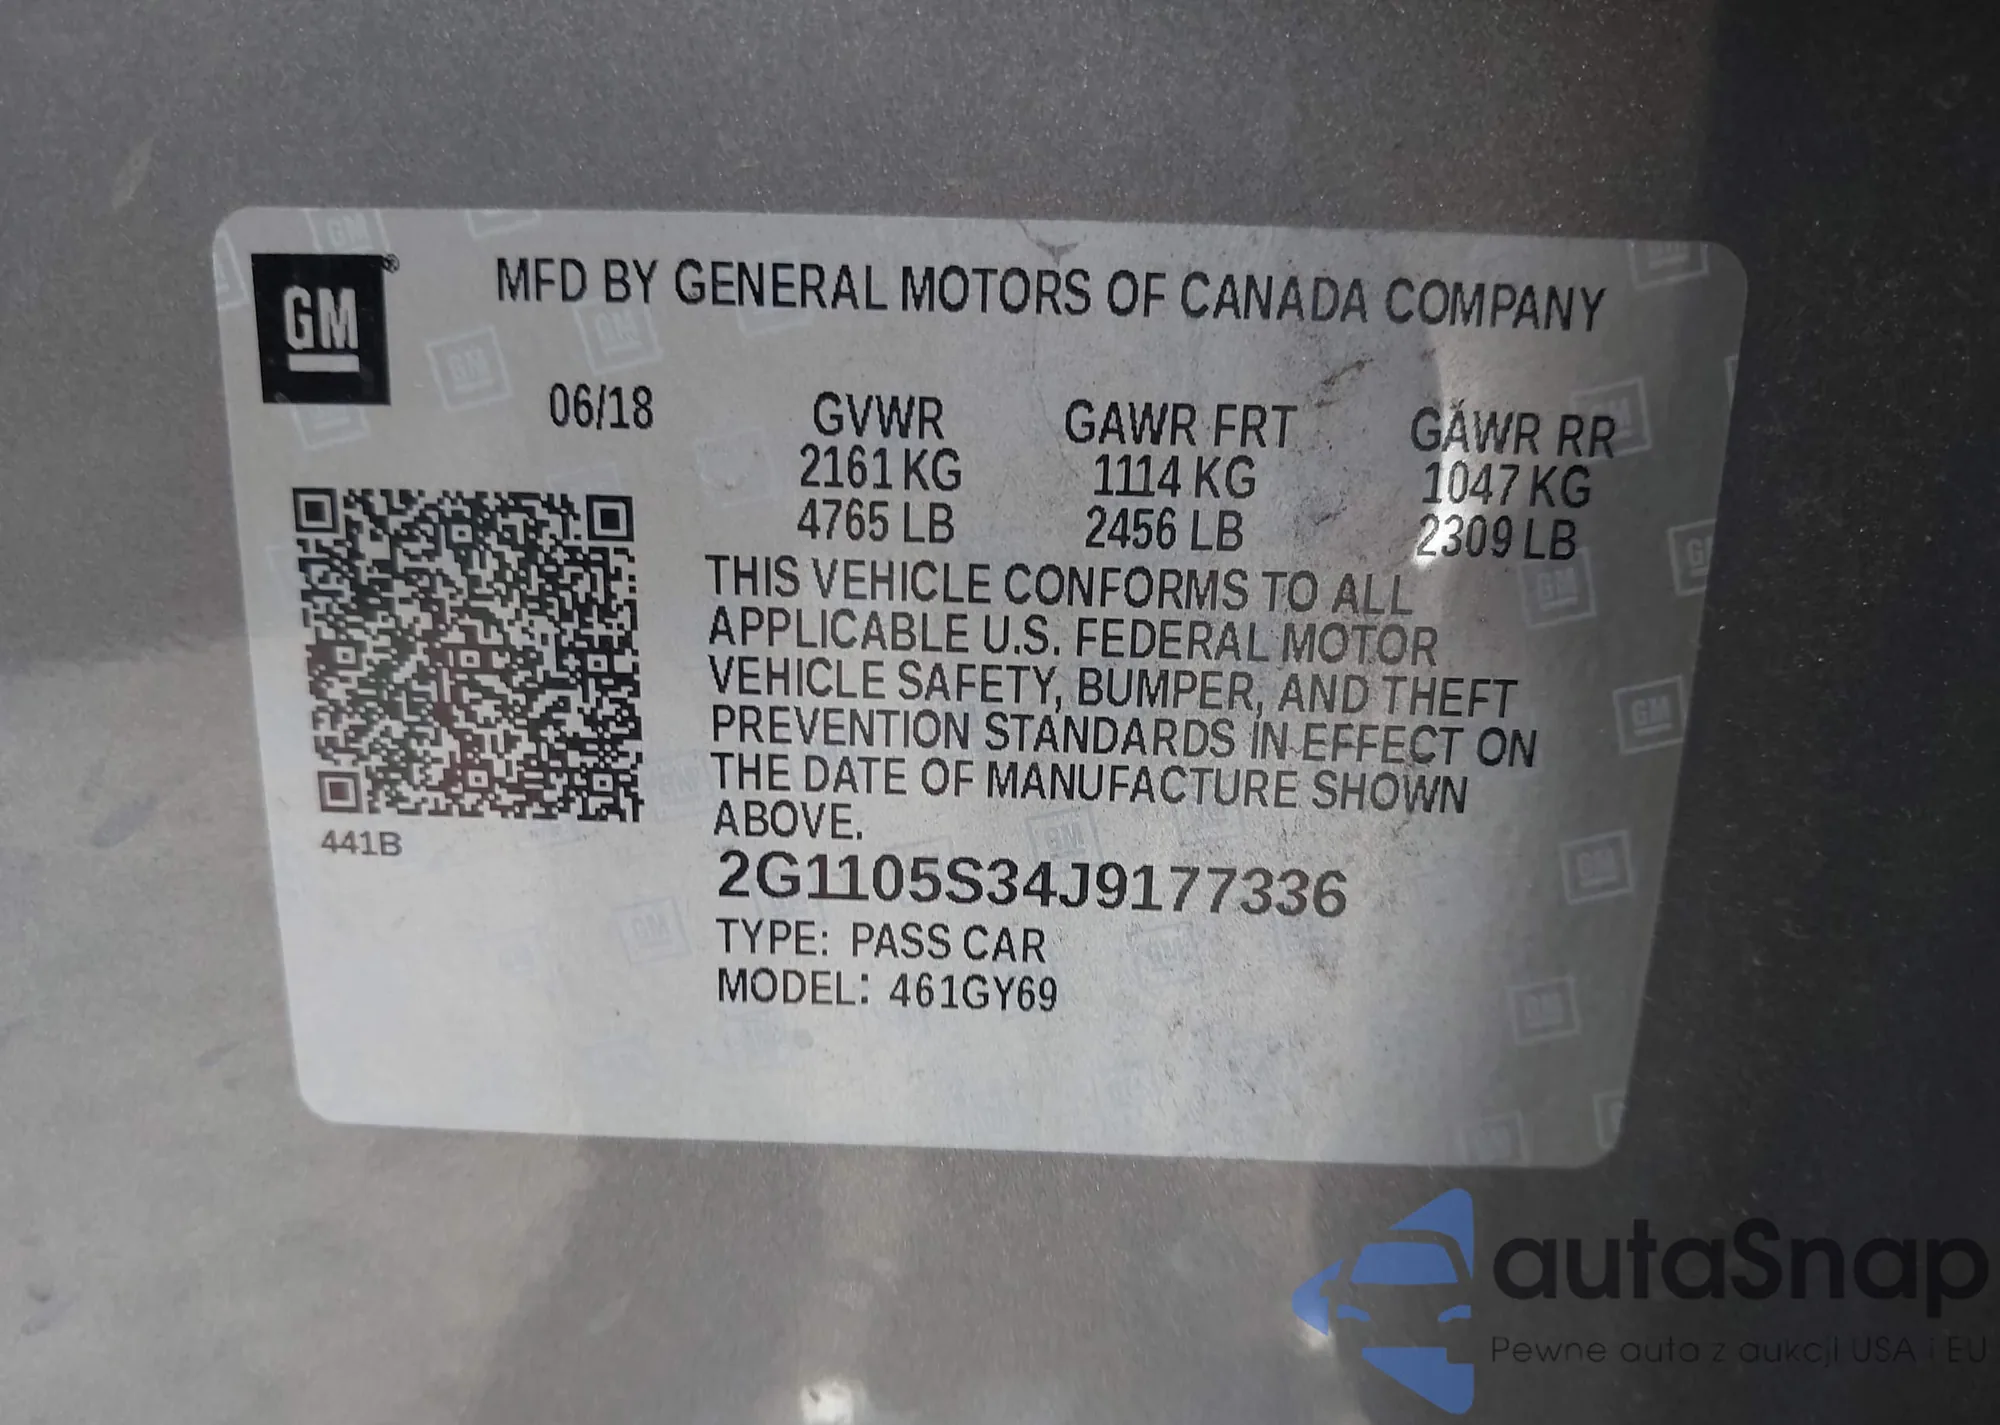 GM ®
MFD BY GENERAL MOTORS OF CANADA COMPANY
06/18 GVWR GAWR FRT GAWR RR
2161 KG 1114 KG 1047 KG
4765 LB 2456 LB 2309 LB
THIS VEHICLE CONFORMS TO ALL
APPLICABLE U.S. FEDERAL MOTOR
VEHICLE SAFETY, BUMPER, AND THEFT
PREVENTION STANDARDS IN EFFECT ON
THE DATE OF MANUFACTURE SHOWN
ABOVE.
441B
2G1105S34J9177336
TYPE: PASS CAR
MODEL: 461GY69
autaSnap
Pewne auta z aukcji USA i EU